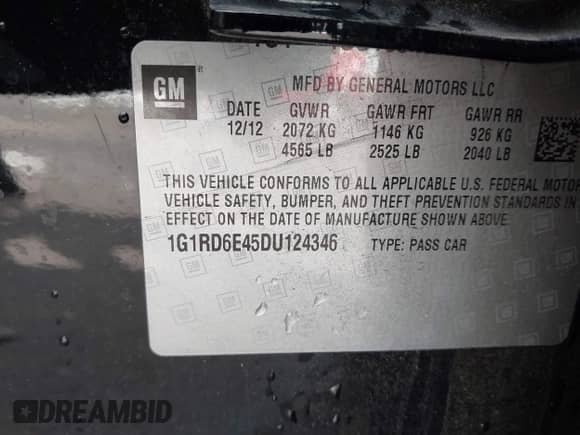 GM
MFD BY GENERAL MOTORS LLC
DATE GVWR GAWR FRT GAWR RR
12/12 2072 KG 1146 KG 926 KG
4565 LB 2525 LB 2040 LB
THIS VEHICLE CONFORMS TO ALL APPLICABLE U.S. FEDERAL MOTOR
VEHICLE SAFETY, BUMPER, AND THEFT PREVENTION STANDARDS IN
EFFECT ON THE DATE OF MANUFACTURE SHOWN ABOVE.
1G1RD6E45DU124346 TYPE: PASS CAR
DREAMBID